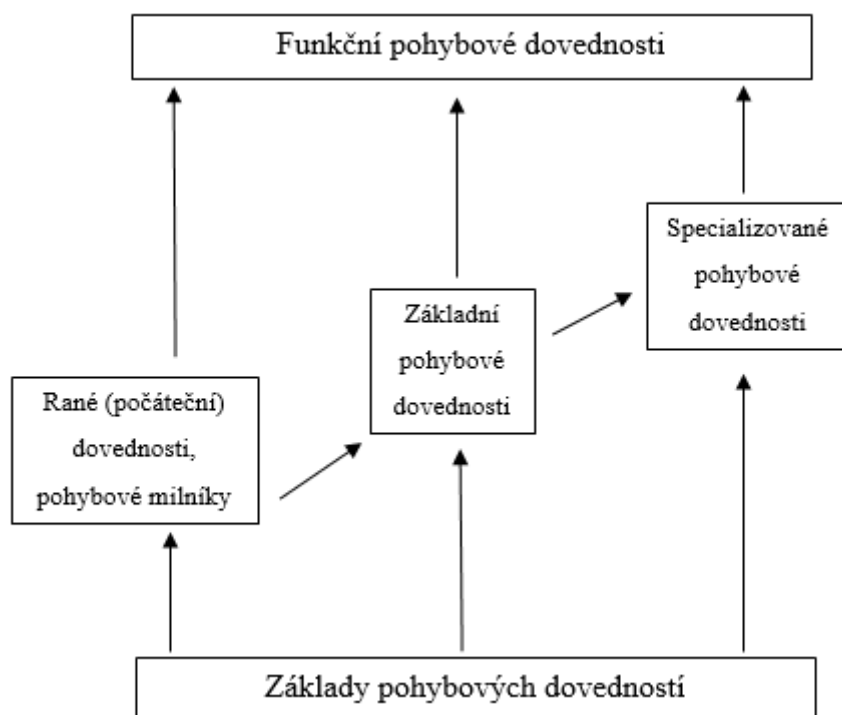 Funkční pohybové dovednosti
Specializované
pohybové
dovednosti
Základní
pohybové
dovednosti
Rané (počáteční)
dovednosti,
pohybové milníky
Základy pohybových dovedností